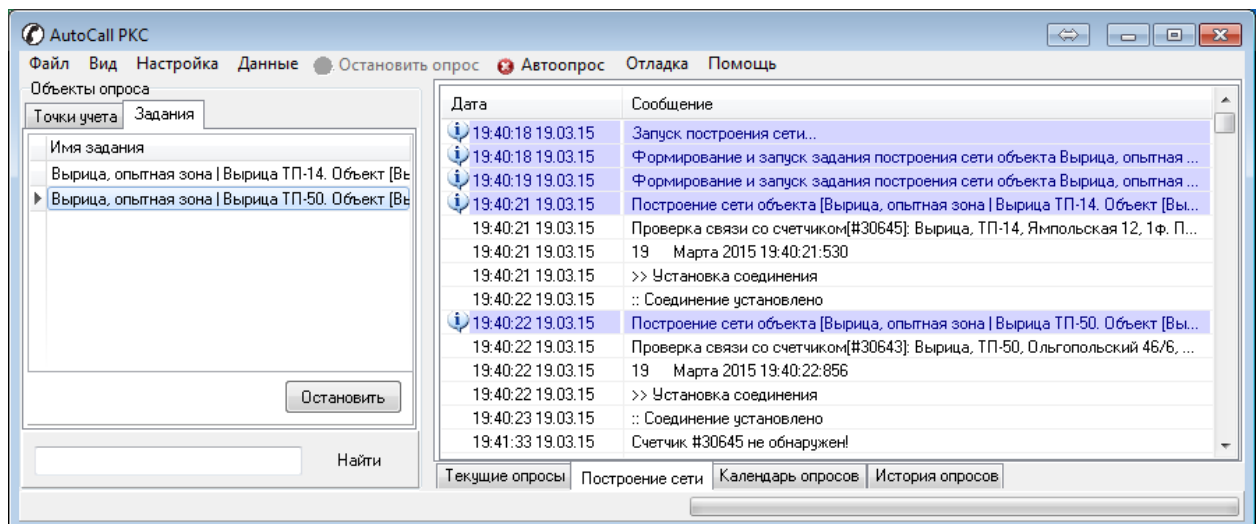 AutoCall РКС
Файл Вид Настройка Данные Остановить опрос Автоопрос Отладка Помощь
Объекты опроса
Точки учета Задания
Имя задания
Вырица, опытная зона | Вырица ТП-14. Объект [Вь
Вырица, опытная зона | Вырица ТП-50. Объект [Вь
Остановить
Найти
Дата Сообщение
19:40:18 19.03.15 Запуск построения сети...
19:40:18 19.03.15 Формирование и запуск задания построения сети объекта Вырица, опытная ...
19:40:19 19.03.15 Формирование и запуск задания построения сети объекта Вырица, опытная ...
19:40:21 19.03.15 Построение сети объекта [Вырица, опытная зона | Вырица ТП-14. Объект [Вы...
19:40:21 19.03.15 Проверка связи со счетчиком[#30645]: Вырица, ТП-14, Ямпольская 12, 1ф. П...
19:40:21 19.03.15 19 Марта 2015 19:40:21:530
19:40:21 19.03.15 >> Установка соединения
19:40:22 19.03.15 :: Соединение установлено
19:40:22 19.03.15 Построение сети объекта [Вырица, опытная зона | Вырица ТП-50. Объект [Вы...
19:40:22 19.03.15 Проверка связи со счетчиком[#30643]: Вырица, ТП-50, Ольгопольский 46/6, ...
19:40:22 19.03.15 19 Марта 2015 19:40:22:856
19:40:22 19.03.15 >> Установка соединения
19:40:23 19.03.15 :: Соединение установлено
19:41:33 19.03.15 Счетчик #30645 не обнаружен!
Текущие опросы Построение сети Календарь опросов История опросов